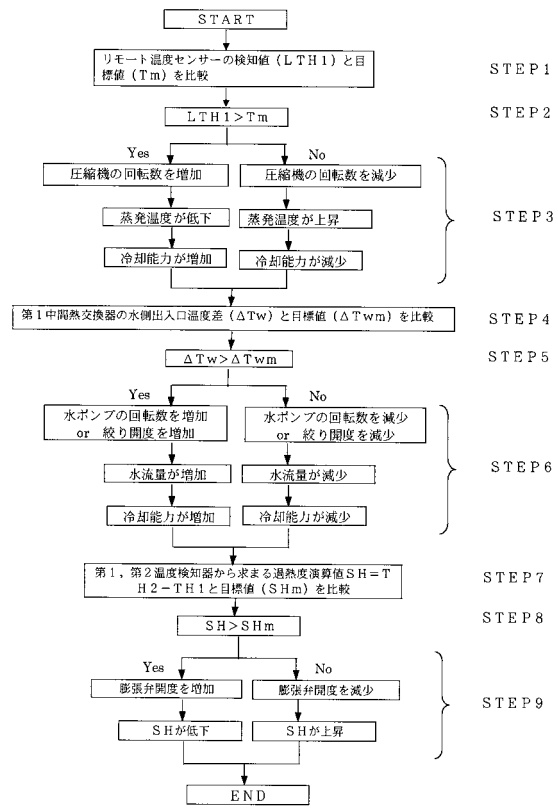 START
リモート温度センサーの検知値(LTH1)と目
標値(Tm)を比較
STEP1
LTH1>Tm
STEP2
Yes
No
圧縮機の回転数を増加
圧縮機の回転数を減少
蒸発温度が低下
蒸発温度が上昇
STEP3
冷却能力が増加
冷却能力が減少
第1中間熱交換器の水側出入口温度差(ΔTw)と目標値(ΔTwm)を比較
STEP4
ΔTw>ΔTwm
STEP5
Yes
No
水ポンプの回転数を増加
or 絞り開度を増加
水ポンプの回転数を減少
or 絞り開度を減少
水流量が増加
水流量が減少
STEP6
冷却能力が増加
冷却能力が減少
第1,第2温度検知器から求まる過熱度演算値SH=T
H2-TH1と目標値(SHm)を比較
STEP7
SH>SHm
STEP8
Yes
No
膨張弁開度を増加
膨張弁開度を減少
STEP9
SHが低下
SHが上昇
END